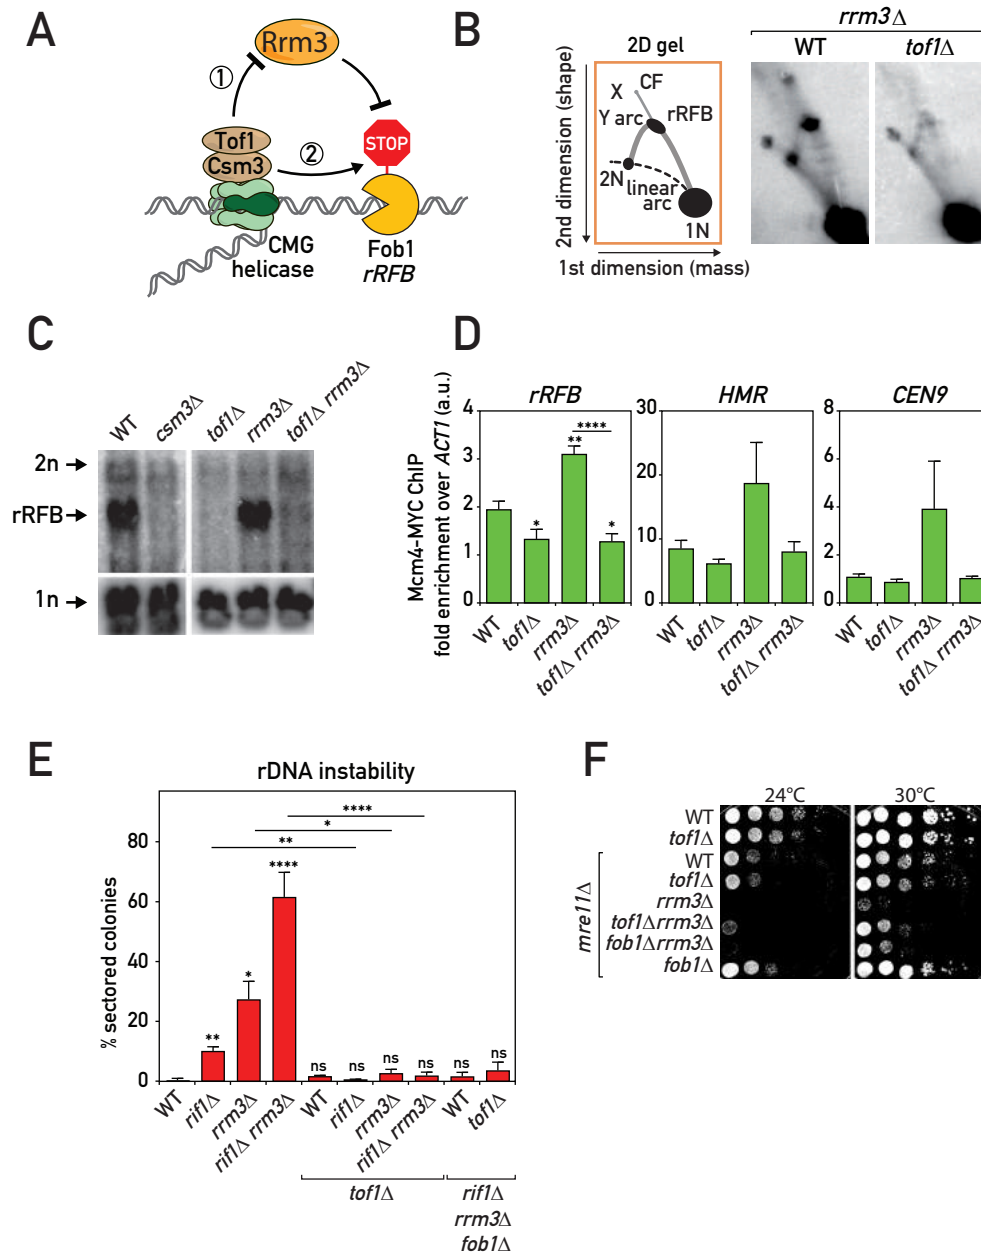 A
Rrm3
①
Tof1
Csm3
②
STOP
CMG
helicase
Fob1
rRFB
B
2D gel
2nd dimension (shape)
CF
X
Y arc
rRFB
2N
linear
arc
1N
1st dimension (mass)
rrm3Δ
WT
tof1Δ
C
WT
csm3Δ
tof1Δ
rrm3Δ
tof1Δ rrm3Δ
2n
rRFB
1n
D
Mcm4-MYC ChIP
fold enrichment over ACT1 (a.u.)
rRFB
4
3
2
1
0
*
**
****
*
WT
tof1Δ
rrm3Δ
tof1Δ rrm3Δ
HMR
30
20
10
0
WT
tof1Δ
rrm3Δ
tof1Δ rrm3Δ
CEN9
8
6
4
2
0
WT
tof1Δ
rrm3Δ
tof1Δ rrm3Δ
E
rDNA instability
% sectored colonies
80
60
40
20
0
****
*
**
****
*
**
ns
ns
ns
ns
ns
ns
WT
rif1Δ
rrm3Δ
rif1Δ rrm3Δ
WT
rif1Δ
rrm3Δ
rif1Δ rrm3Δ
WT
tof1Δ
tof1Δ
rif1Δ
rrm3Δ
fob1Δ
F
24°C
30°C
WT
tof1Δ
mre11Δ
WT
tof1Δ
rrm3Δ
tof1Δrrm3Δ
fob1Δrrm3Δ
fob1Δ